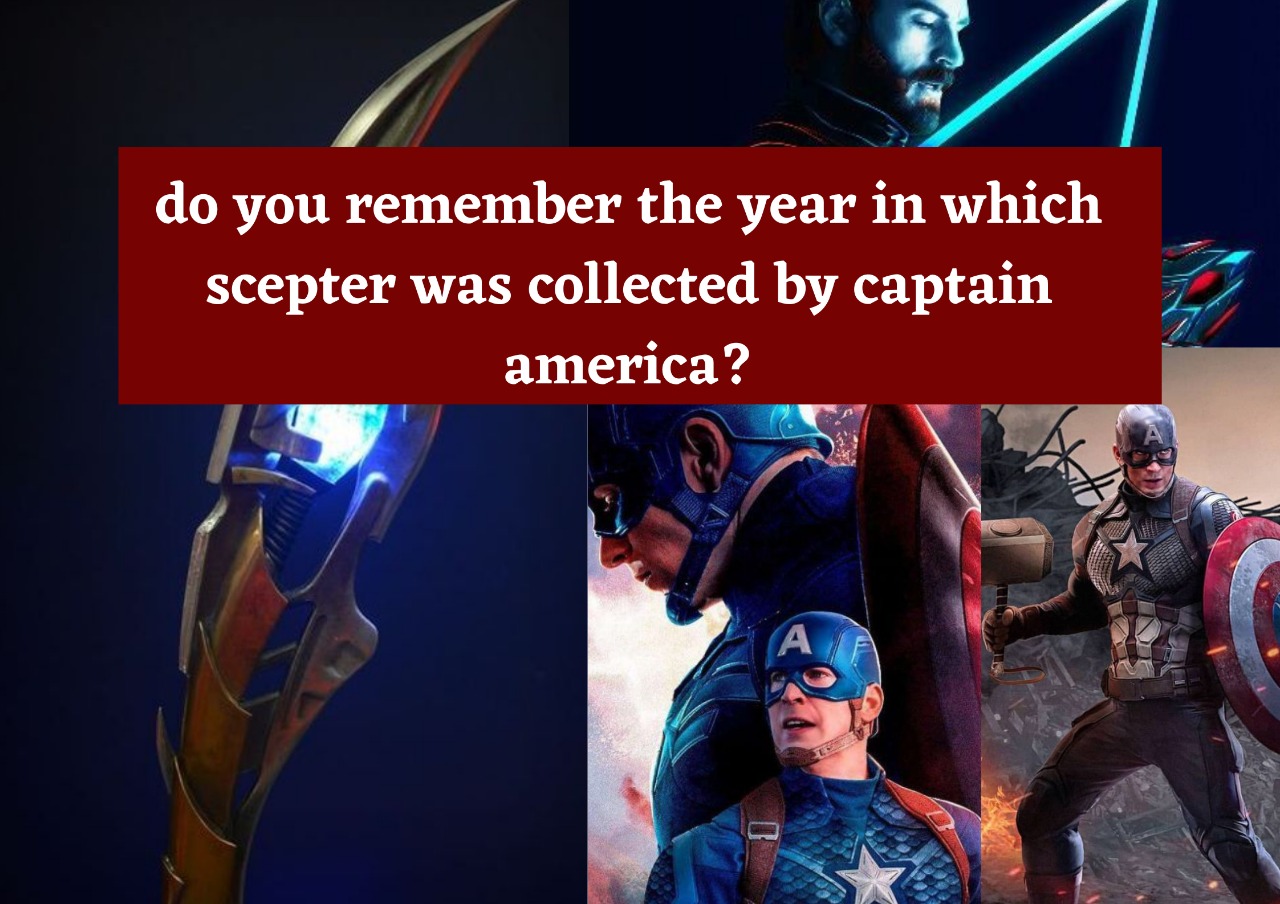 do you remember the year in which
scepter was collected by captain
america?
A
A